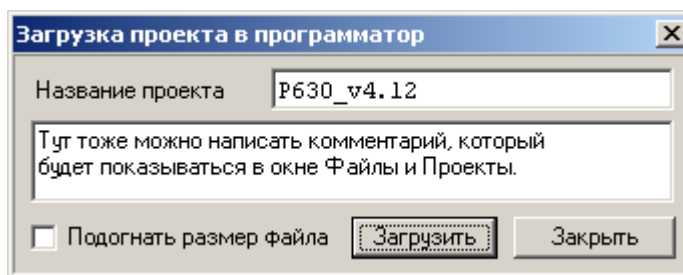 Загрузка проекта в программатор
Название проекта P630_v4.12
Тут тоже можно написать комментарий, который
будет показываться в окне Файлы и Проекты.
Подогнать размер файла Загрузить Закрыть